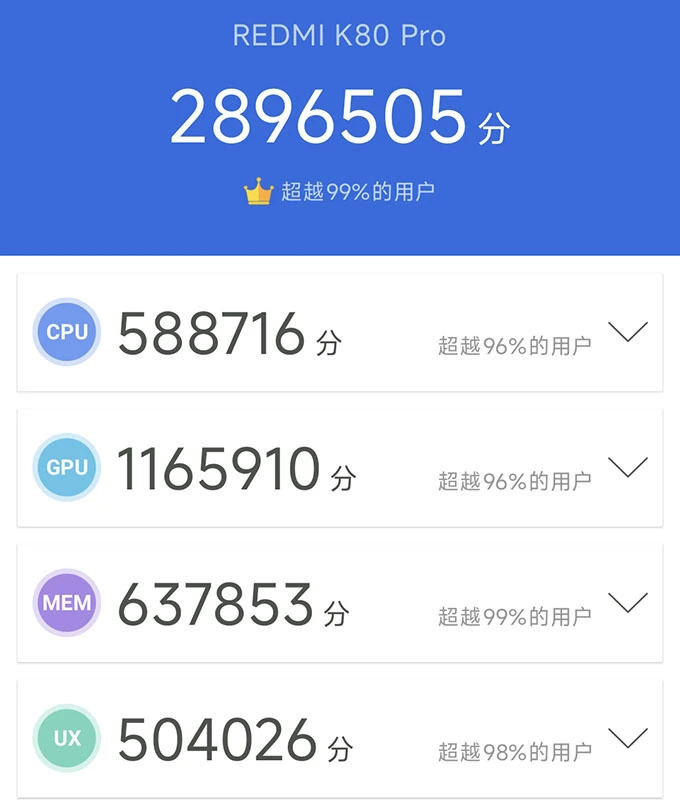 REDMI K80 Pro
2896505 分
超越99%的用户
CPU 588716 分 超越96%的用户
GPU 1165910 分 超越96%的用户
MEM 637853 分 超越99%的用户
UX 504026 分 超越98%的用户